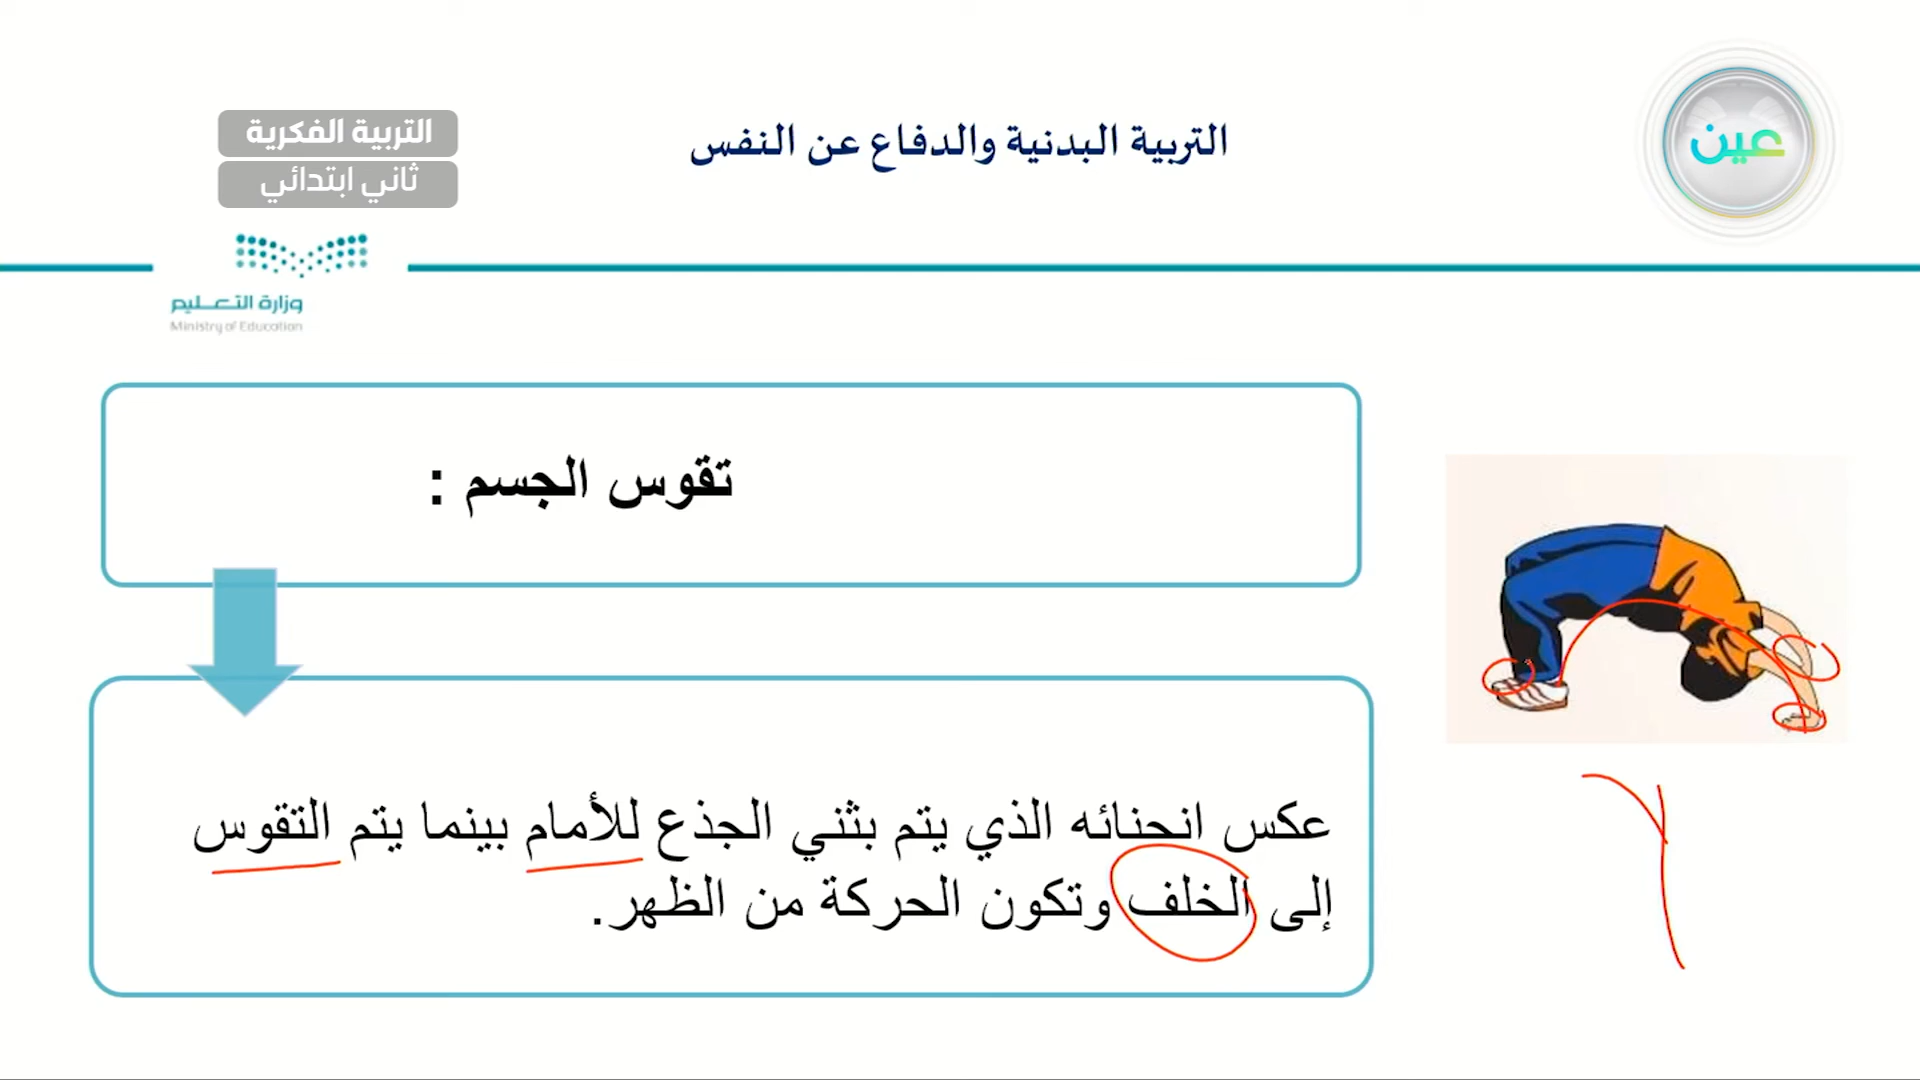 عين
التربية البدنية والدفاع عن النفس
التربية الفكرية
ثاني ابتدائي
وزارة التعـــليم
Ministry of Education
تقوس الجسم :
عكس انحنائه الذي يتم بثني الجذع للأمام بينما يتم التقوس
إلى الخلف وتكون الحركة من الظهر.